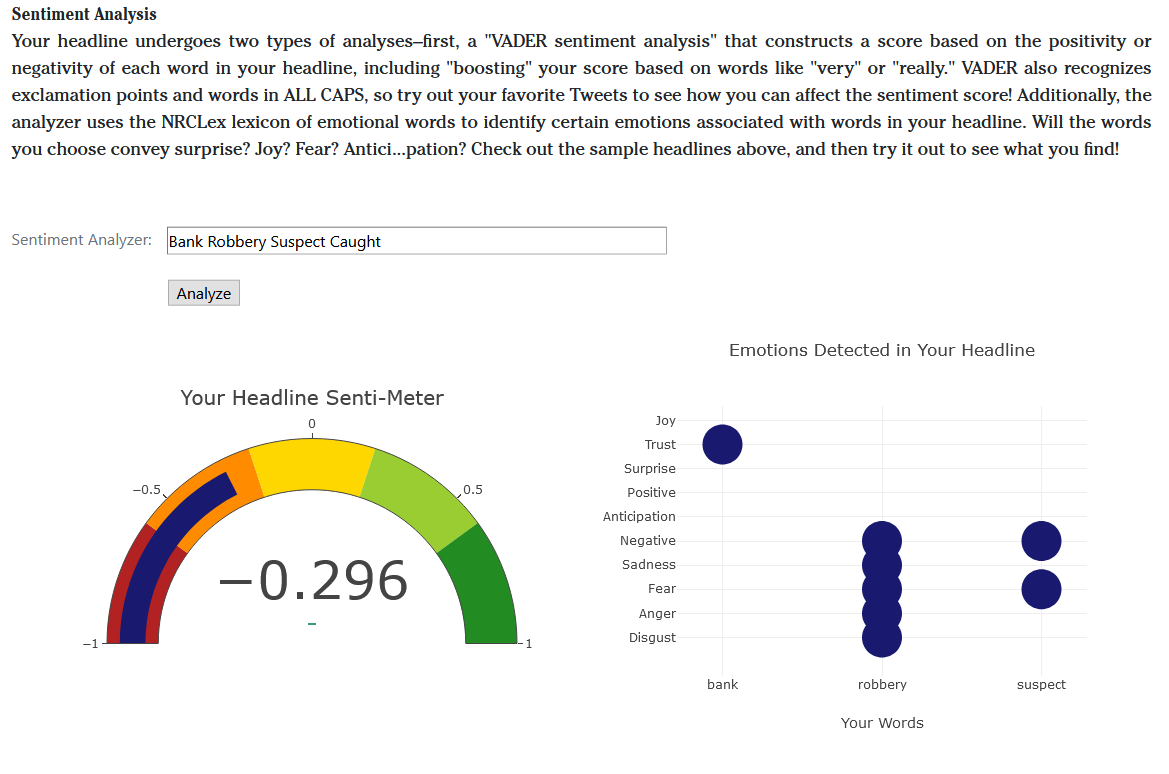 Sentiment Analysis
Your headline undergoes two types of analyses–first, a "VADER sentiment analysis" that constructs a score based on the positivity or
negativity of each word in your headline, including "boosting" your score based on words like "very" or "really." VADER also recognizes
exclamation points and words in ALL CAPS, so try out your favorite Tweets to see how you can affect the sentiment score! Additionally, the
analyzer uses the NRCLex lexicon of emotional words to identify certain emotions associated with words in your headline. Will the words
you choose convey surprise? Joy? Fear? Antici...pation? Check out the sample headlines above, and then try it out to see what you find!
Sentiment Analyzer: Bank Robbery Suspect Caught
Analyze
Your Headline Senti-Meter
0
−0.5
0.5
−0.296
−
−1
1
Emotions Detected in Your Headline
Joy
Trust
Surprise
Positive
Anticipation
Negative
Sadness
Fear
Anger
Disgust
bank robbery suspect
Your Words